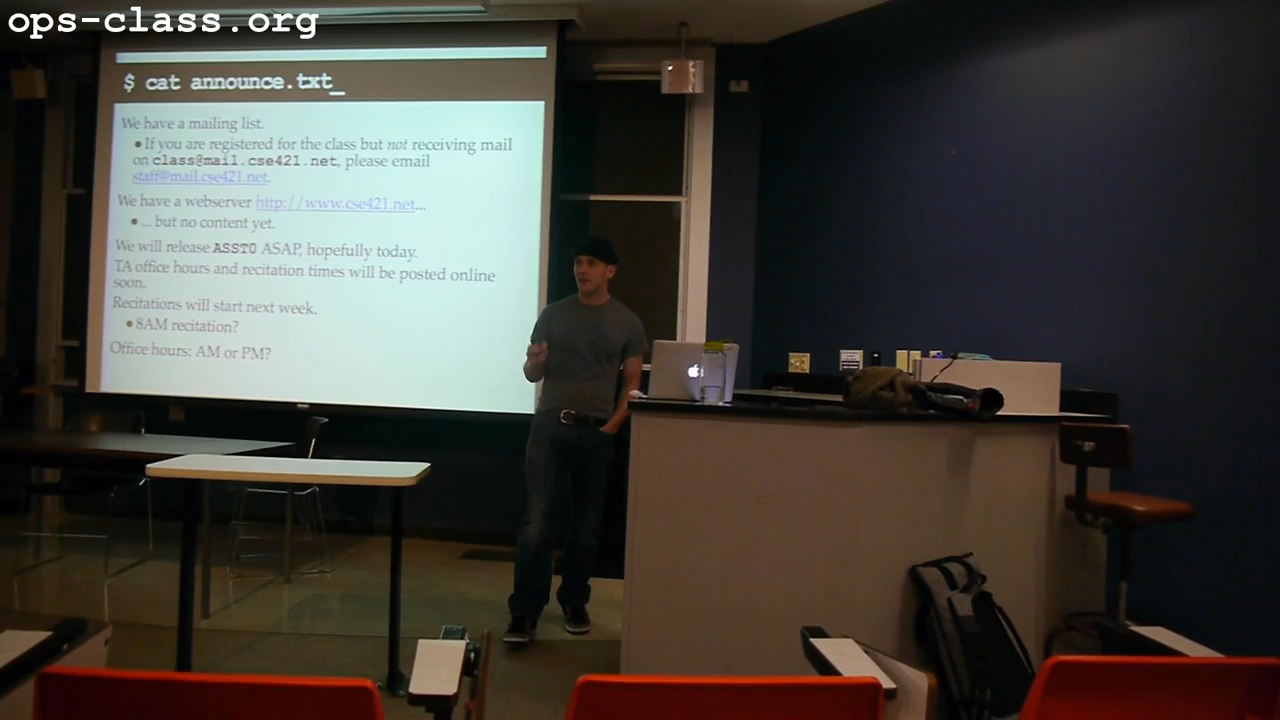 ops-class.org
$ cat announce.txt_
We have a mailing list.
• If you are registered for the class but not receiving mail
on class@mail.cse421.net, please email
staff@mail.cse421.net.
We have a webserver http://www.cse421.net...
• ... but no content yet.
We will release ASST0 ASAP, hopefully today.
TA office hours and recitation times will be posted online
soon.
Recitations will start next week.
• 8AM recitation?
Office hours: AM or PM?